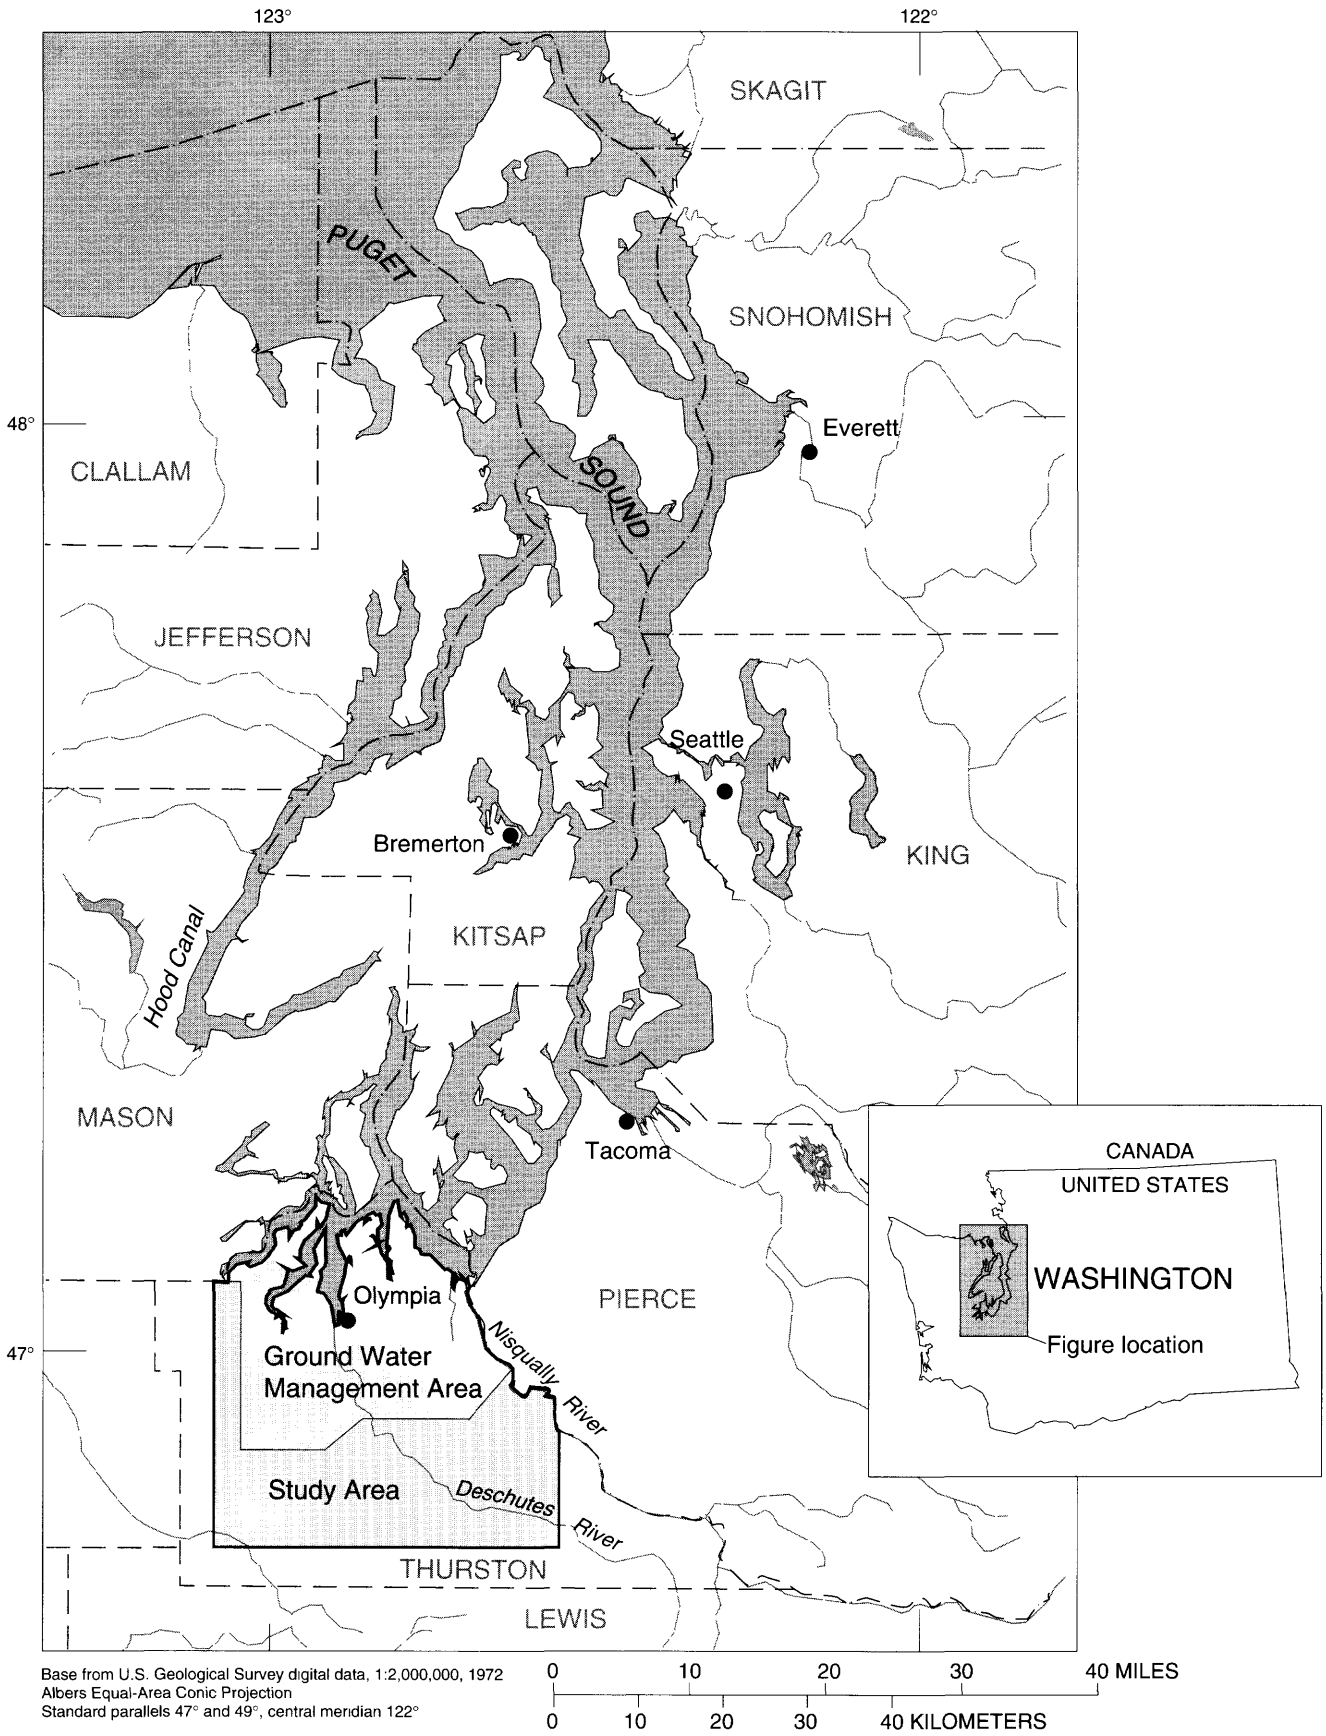 123°
122°
SKAGIT
PUGET
SNOHOMISH
48°
Everett
CLALLAM
SOUND
JEFFERSON
Seattle
Bremerton
KING
KITSAP
Hood Canal
MASON
Tacoma
CANADA
UNITED STATES
WASHINGTON
Figure location
Olympia
PIERCE
47°
Ground Water
Management Area
Nisqually
River
Study Area
Deschutes
River
THURSTON
LEWIS
Base from U.S. Geological Survey digital data, 1:2,000,000, 1972
Albers Equal-Area Conic Projection
Standard parallels 47° and 49°, central meridian 122°
0 10 20 30 40 MILES
0 10 20 30 40 KILOMETERS